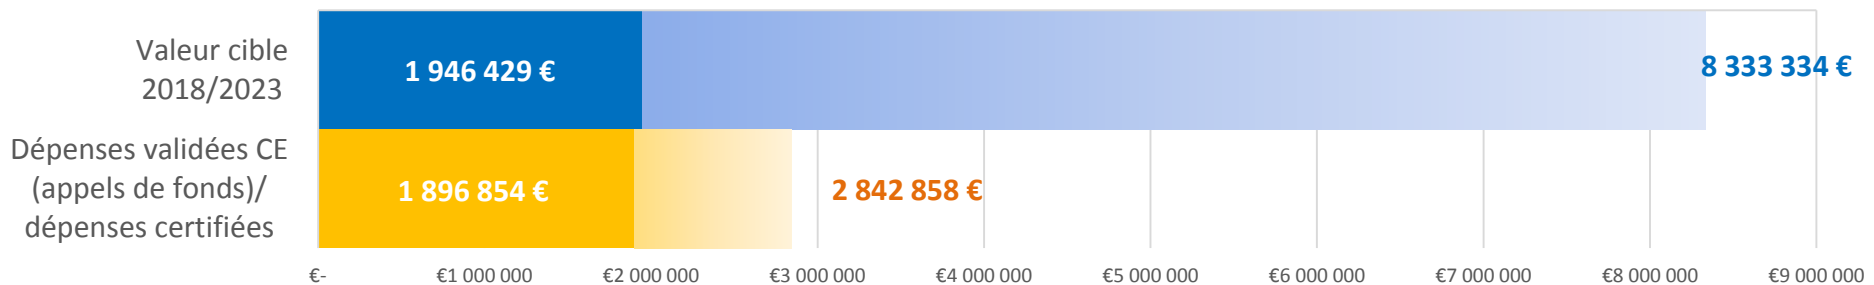 Valeur cible
2018/2023
1 946 429 €
8 333 334 €
Dépenses validées CE
(appels de fonds)/
dépenses certifiées
1 896 854 €
2 842 858 €
€- €1 000 000 €2 000 000 €3 000 000 €4 000 000 €5 000 000 €6 000 000 €7 000 000 €8 000 000 €9 000 000